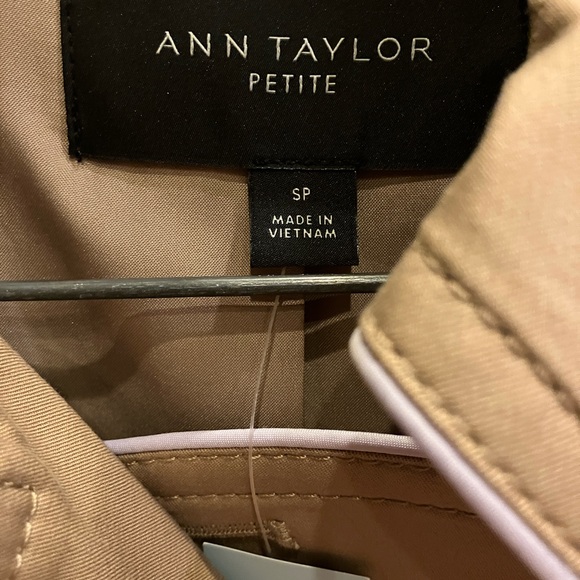 ANN TAYLOR
PETITE
SP
MADE IN
VIETNAM